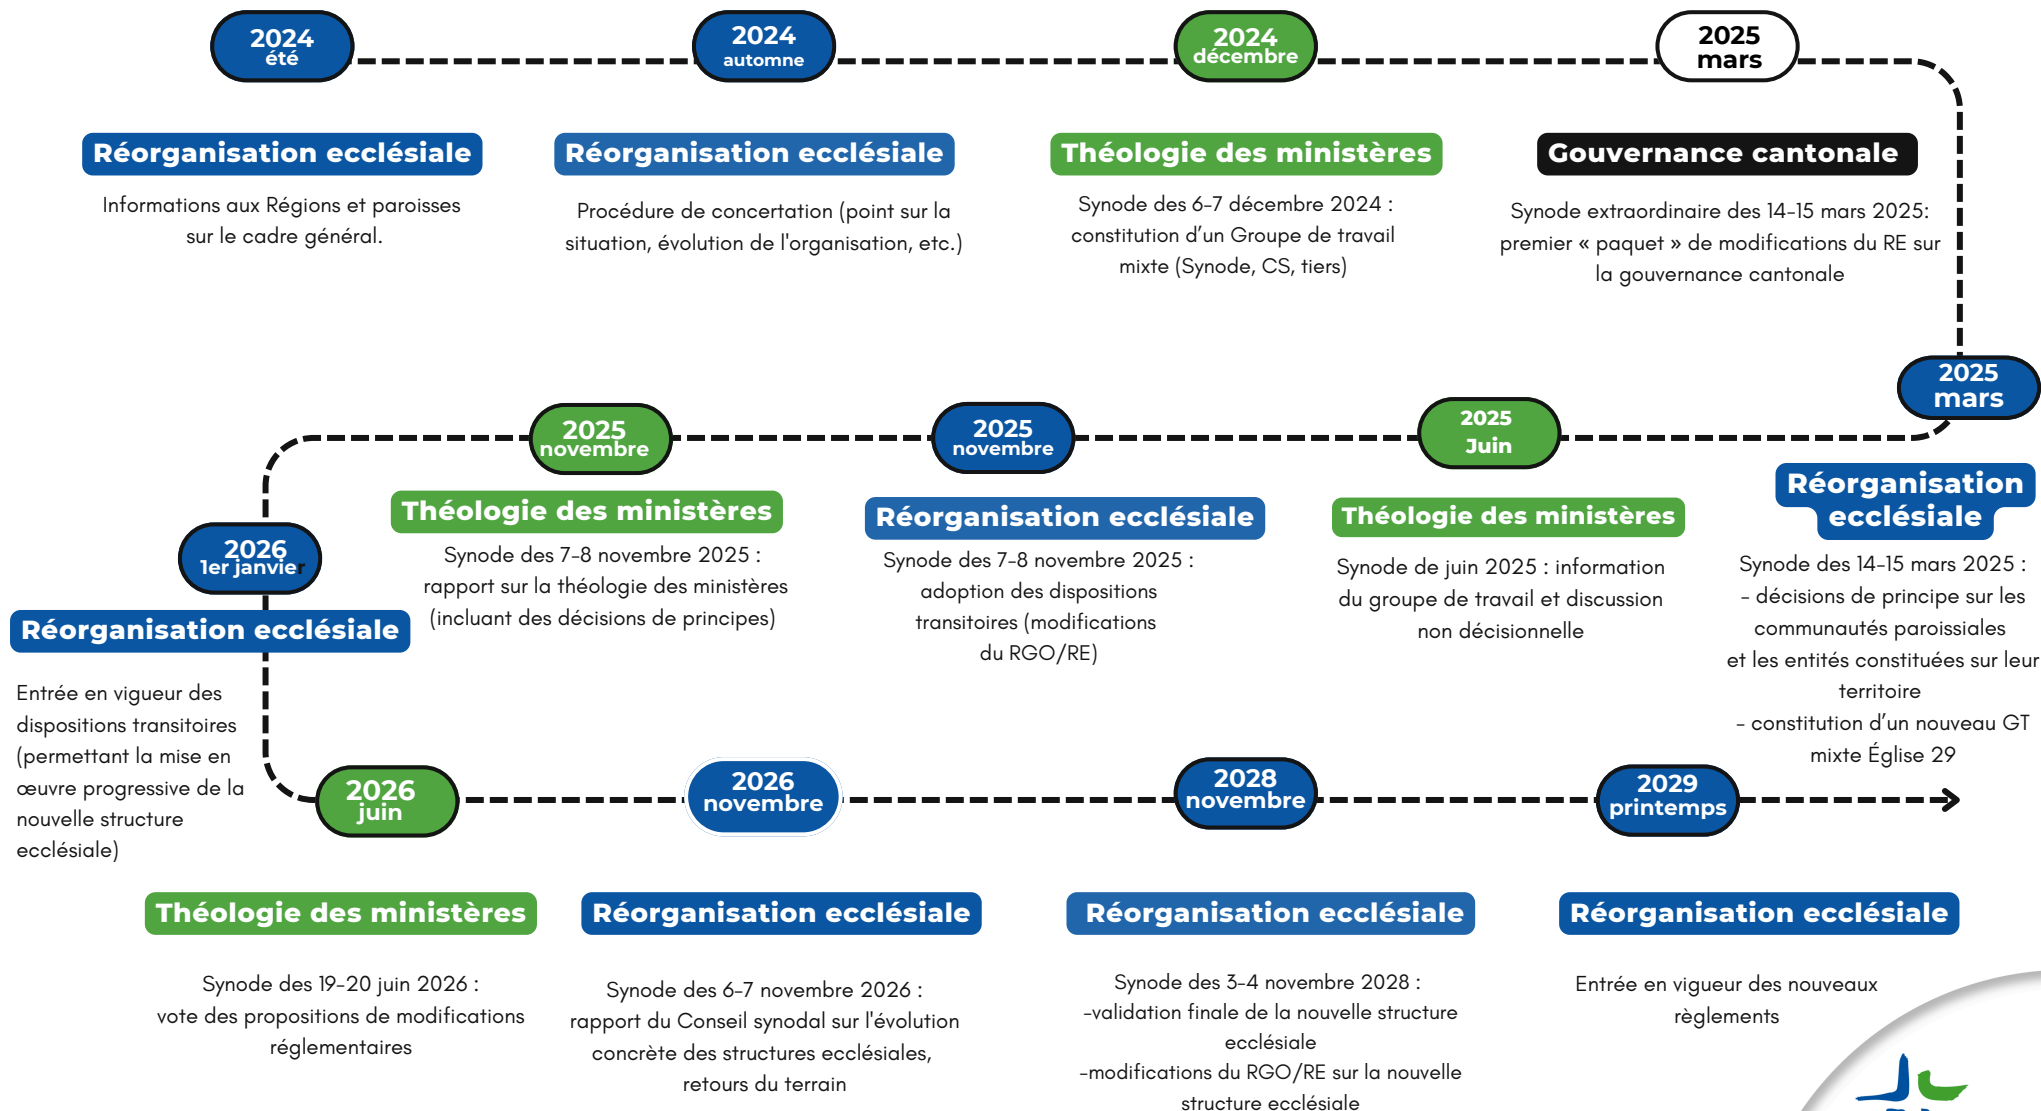 2024
été
Réorganisation ecclésiale
Informations aux Régions et paroisses
sur le cadre général.
2024
automne
Réorganisation ecclésiale
Procédure de concertation (point sur la
situation, évolution de l'organisation, etc.)
2024
décembre
Théologie des ministères
Synode des 6-7 décembre 2024 :
constitution d’un Groupe de travail
mixte (Synode, CS, tiers)
2025
mars
Gouvernance cantonale
Synode extraordinaire des 14-15 mars 2025:
premier « paquet » de modifications du RE sur
la gouvernance cantonale
2025
mars
Réorganisation
ecclésiale
Synode des 14-15 mars 2025 :
- décisions de principe sur les
communautés paroissiales
et les entités constituées sur leur
territoire
- constitution d’un nouveau GT
mixte Église 29
2025
Juin
Théologie des ministères
Synode de juin 2025 : information
du groupe de travail et discussion
non décisionnelle
2025
novembre
Réorganisation ecclésiale
Synode des 7-8 novembre 2025 :
adoption des dispositions
transitoires (modifications
du RGO/RE)
2025
novembre
Théologie des ministères
Synode des 7-8 novembre 2025 :
rapport sur la théologie des ministères
(incluant des décisions de principes)
2026
1er janvier
Réorganisation ecclésiale
Entrée en vigueur des
dispositions transitoires
(permettant la mise en
œuvre progressive de la
nouvelle structure
ecclésiale)
2026
juin
Théologie des ministères
Synode des 19-20 juin 2026 :
vote des propositions de modifications
réglementaires
2026
novembre
Réorganisation ecclésiale
Synode des 6-7 novembre 2026 :
rapport du Conseil synodal sur l'évolution
concrète des structures ecclésiales,
retours du terrain
2028
novembre
Réorganisation ecclésiale
Synode des 3-4 novembre 2028 :
-validation finale de la nouvelle structure
ecclésiale
-modifications du RGO/RE sur la nouvelle
structure ecclésiale
2029
printemps
Réorganisation ecclésiale
Entrée en vigueur des nouveaux
règlements